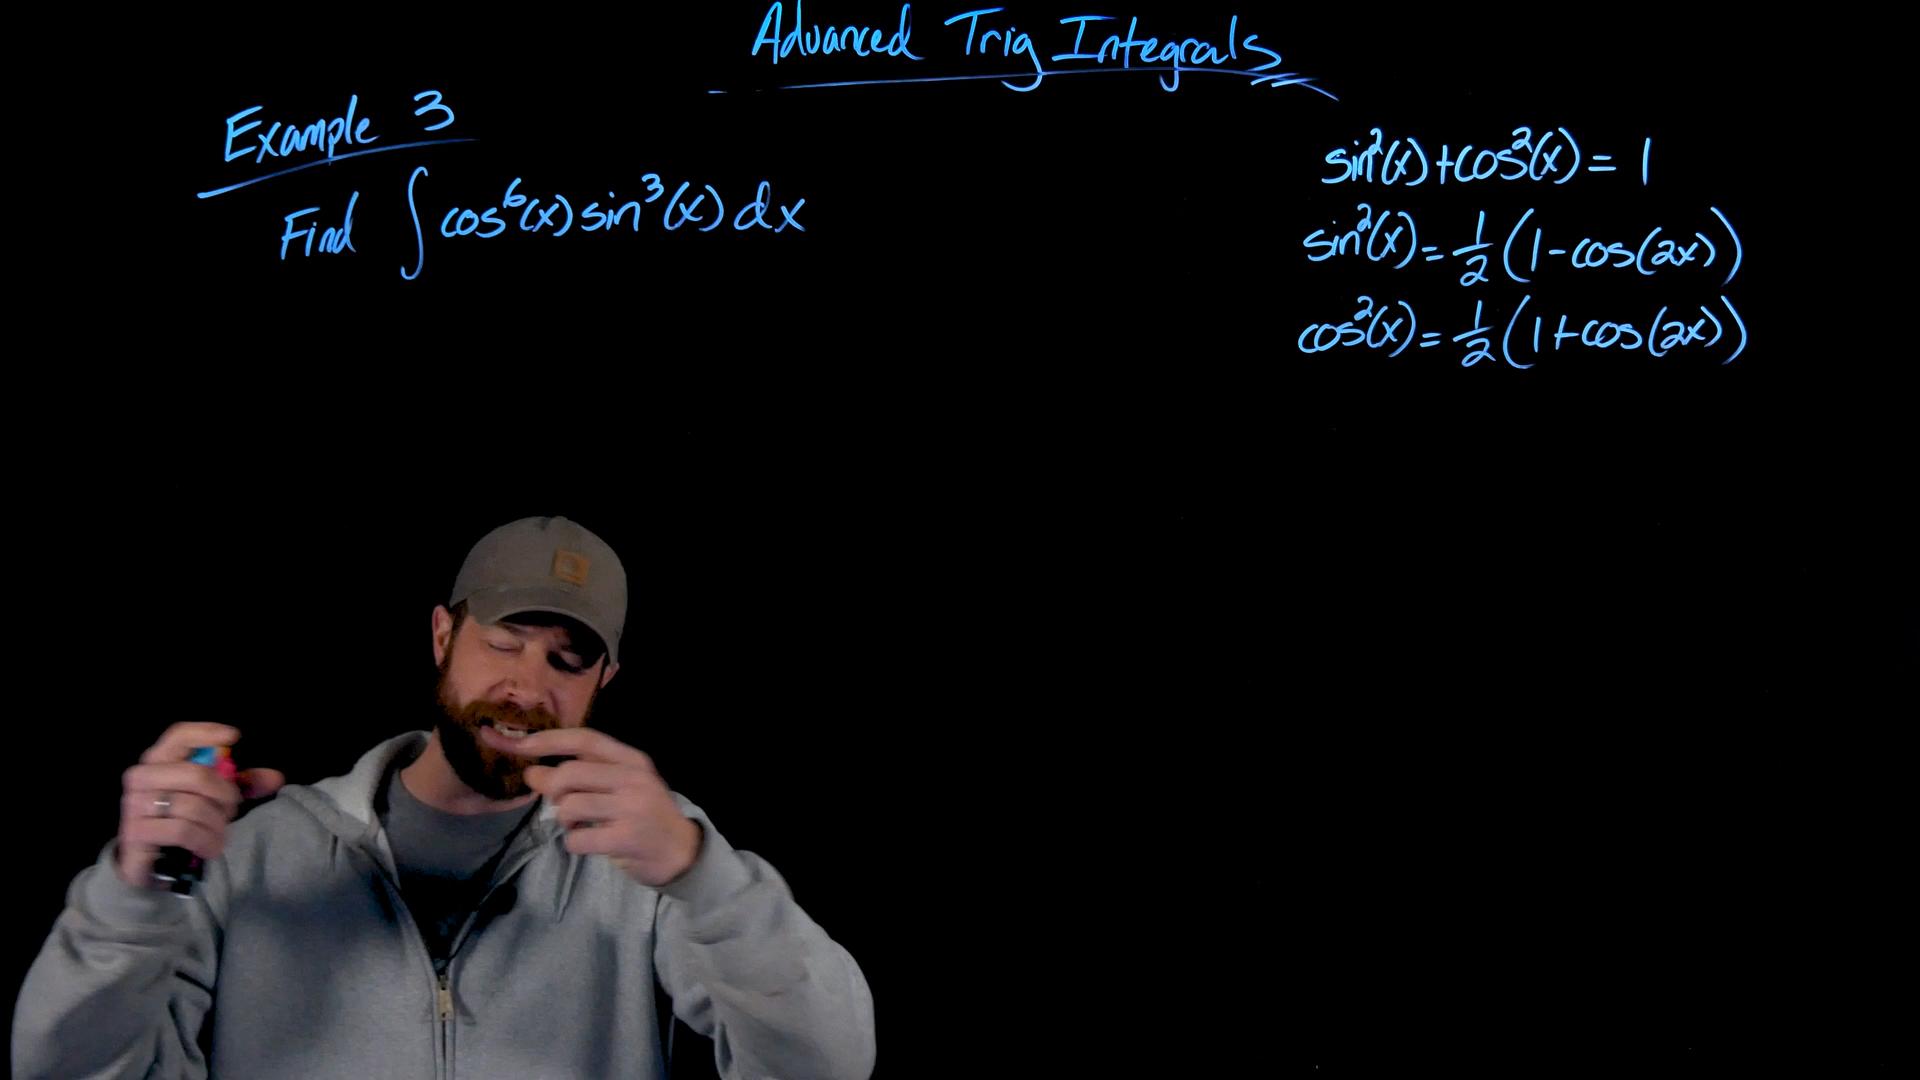 Advanced Trig Integrals
Example 3
Find ∫ cos⁶(x) sin³(x) dx
sin²(x) + cos²(x) = 1
sin²(x) = 1/2 (1 - cos(2x))
cos²(x) = 1/2 (1 + cos(2x))